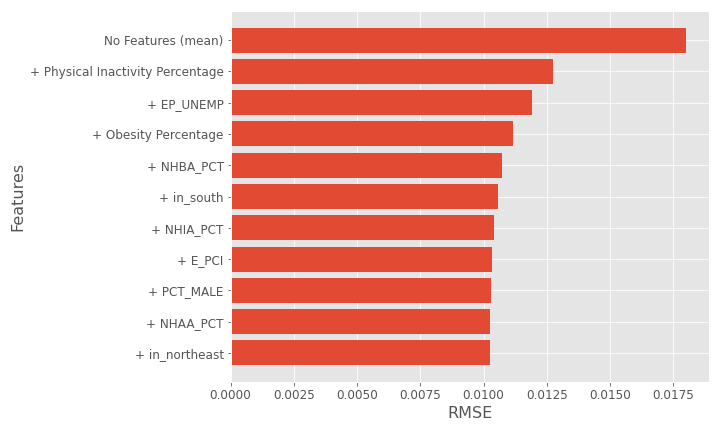 No Features (mean)
+ Physical Inactivity Percentage
+ EP_UNEMP
+ Obesity Percentage
+ NHBA_PCT
+ in_south
+ NHIA_PCT
+ E_PCI
+ PCT_MALE
+ NHAA_PCT
+ in_northeast
Features
0.0000 0.0025 0.0050 0.0075 0.0100 0.0125 0.0150 0.0175
RMSE